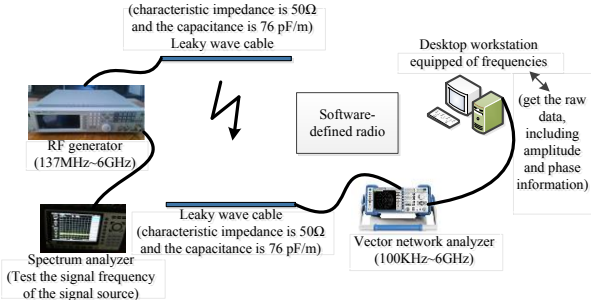 (characteristic impedance is 50Ω
and the capacitance is 76 pF/m)
Leaky wave cable
Desktop workstation
equipped of frequencies
(get the raw
data,
including
amplitude
and phase
information)
Software-
defined radio
RF generator
(137MHz~6GHz)
Leaky wave cable
(characteristic impedance is 50Ω
and the capacitance is 76 pF/m)
Vector network analyzer
(100KHz~6GHz)
Spectrum analyzer
(Test the signal frequency
of the signal source)